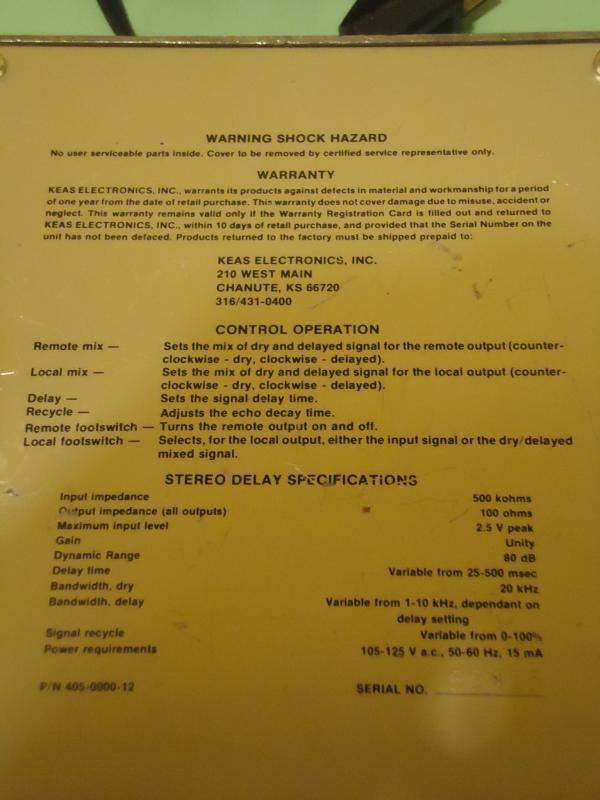 WARNING SHOCK HAZARD
No user serviceable parts inside. Cover to be removed by certified service representative only.
WARRANTY
KEAS ELECTRONICS, INC., warrants its products against defects in material and workmanship for a period
of one year from the date of retail purchase. This warranty does not cover damage due to misuse, accident or
neglect. This warranty remains valid only if the Warranty Registration Card is filled out and returned to
KEAS ELECTRONICS, INC., within 10 days of retail purchase, and provided that the Serial Number on the
unit has not been defaced. Products returned to the factory must be shipped prepaid to:
KEAS ELECTRONICS, INC.
210 WEST MAIN
CHANUTE, KS 66720
316/431-0400
CONTROL OPERATION
Remote mix — Sets the mix of dry and delayed signal for the remote output (counter-
clockwise - dry, clockwise - delayed).
Local mix — Sets the mix of dry and delayed signal for the local output (counter-
clockwise - dry, clockwise - delayed).
Delay — Sets the signal delay time.
Recycle — Adjusts the echo decay time.
Remote footswitch — Turns the remote output on and off.
Local footswitch — Selects, for the local output, either the input signal or the dry/delayed
mixed signal.
STEREO DELAY SPECIFICATIONS
Input impedance 500 kohms
Output impedance (all outputs) 100 ohms
Maximum input level 2.5 V peak
Gain Unity
Dynamic Range 80 dB
Delay time Variable from 25-500 msec
Bandwidth, dry 20 kHz
Bandwidth, delay Variable from 1-10 kHz, dependant on
delay setting
Signal recycle Variable from 0-100%
Power requirements 105-125 V a.c., 50-60 Hz, 15 mA
P/N 405-0000-12 SERIAL NO.